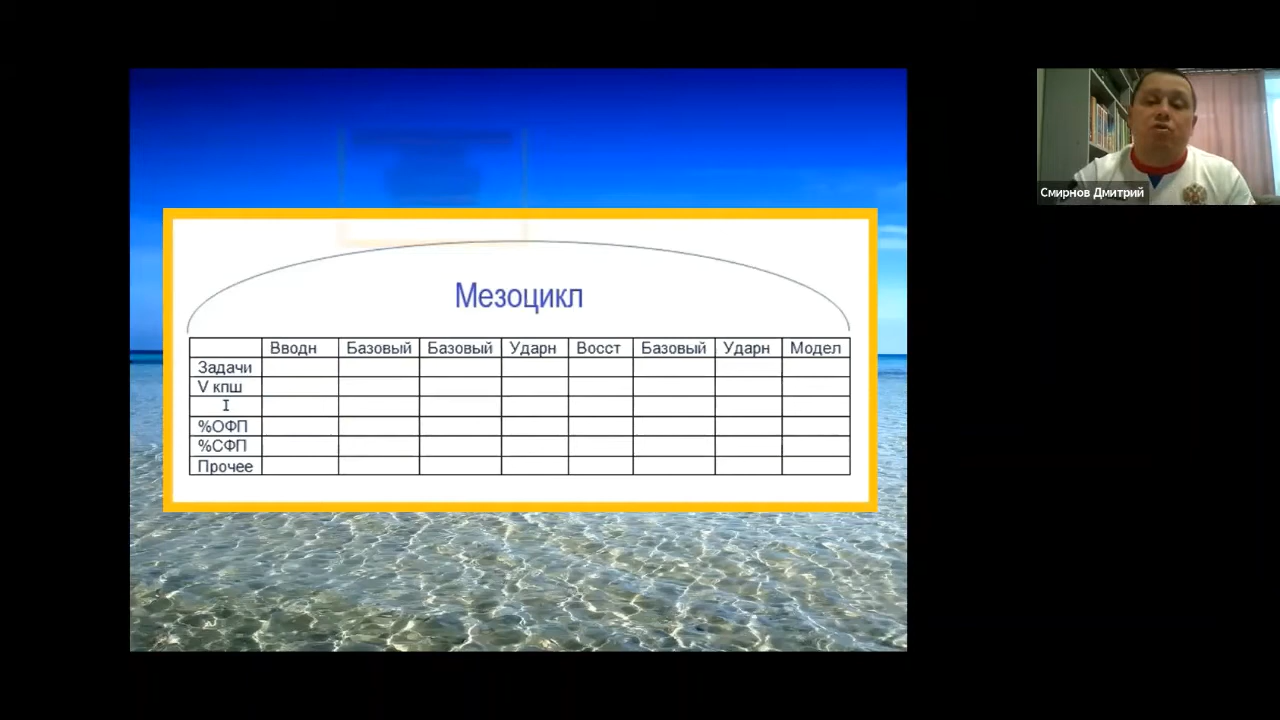 Смирнов Дмитрий
Мезоцикл
Вводн Базовый Базовый Ударн Восст Базовый Ударн Модел
Задачи
V кпш
I
%ОФП
%СФП
Прочее